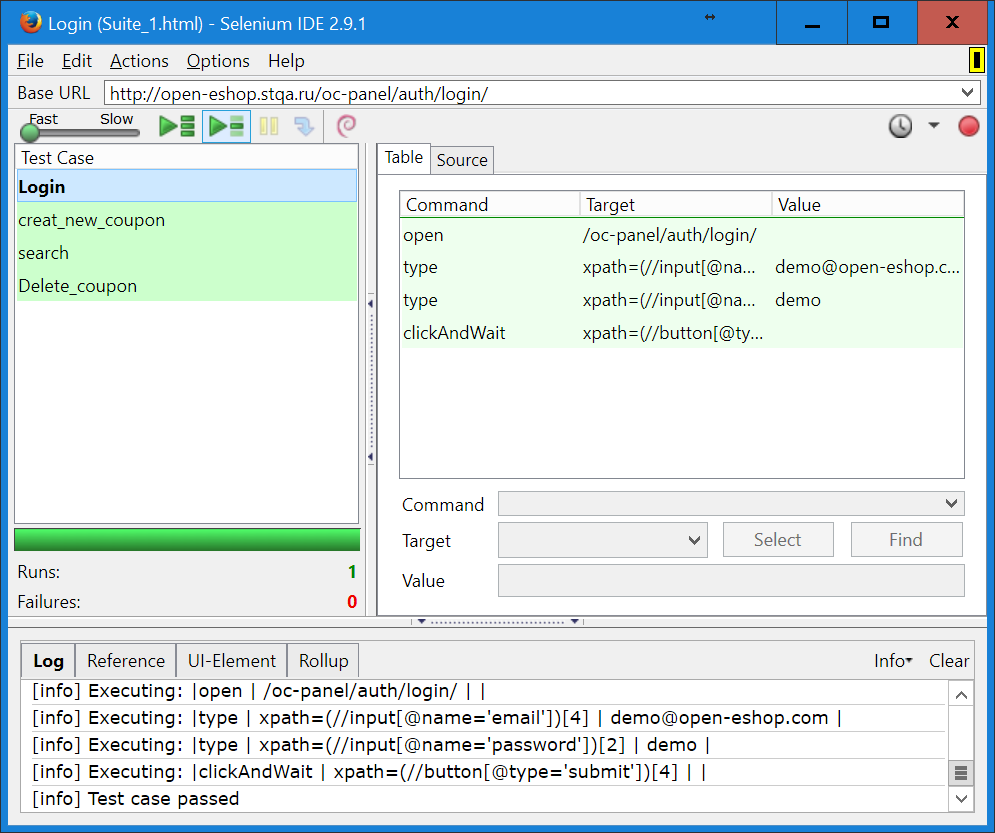 Login (Suite_1.html) - Selenium IDE 2.9.1
File Edit Actions Options Help
Base URL http://open-eshop.stqa.ru/oc-panel/auth/login/
Fast Slow
Test Case
Login
creat_new_coupon
search
Delete_coupon
Runs: 1
Failures: 0
Table Source
Command Target Value
open /oc-panel/auth/login/
type xpath=(//input[@na... demo@open-eshop.c...
type xpath=(//input[@na... demo
clickAndWait xpath=(//button[@ty...
Command
Target Select Find
Value
Log Reference UI-Element Rollup Info Clear
[info] Executing: |open | /oc-panel/auth/login/ | |
[info] Executing: |type | xpath=(//input[@name='email'])[4] | demo@open-eshop.com |
[info] Executing: |type | xpath=(//input[@name='password'])[2] | demo |
[info] Executing: |clickAndWait | xpath=(//button[@type='submit'])[4] | |
[info] Test case passed